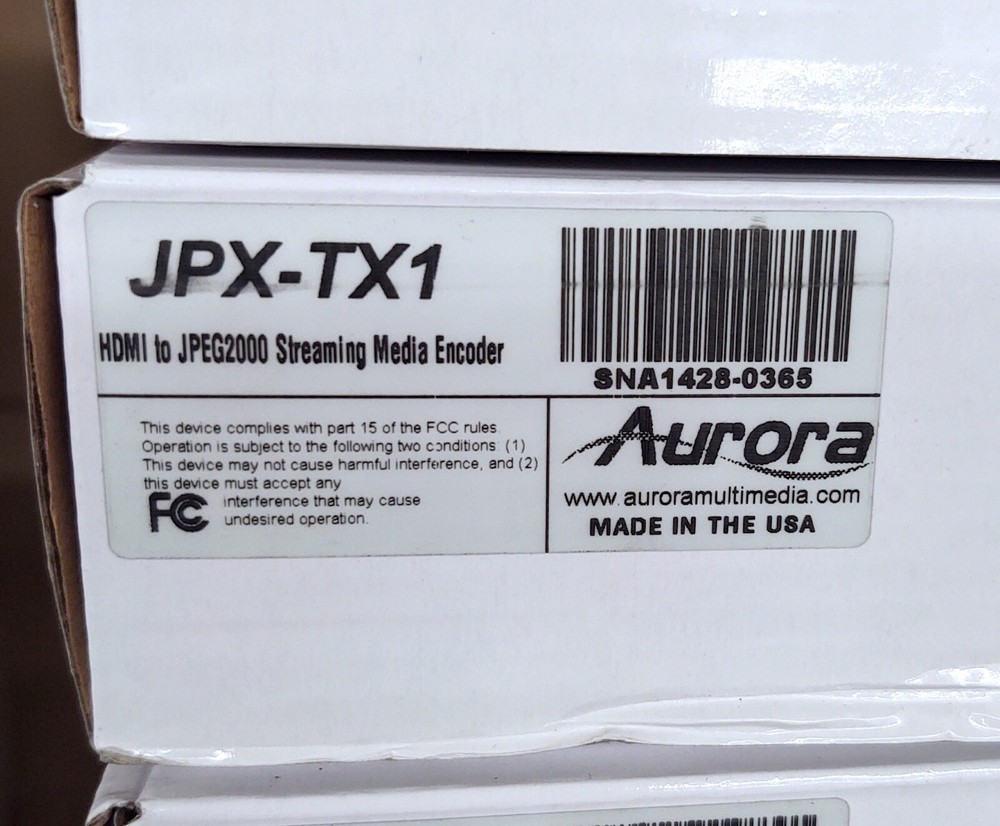 JPX-TX1
HDMI to JPEG2000 Streaming Media Encoder
SNA1428-0365
This device complies with part 15 of the FCC rules.
Operation is subject to the following two conditions: (1)
This device may not cause harmful interference, and (2)
this device must accept any
interference that may cause
undesired operation.
FC
Aurora
www.auroramultimedia.com
MADE IN THE USA